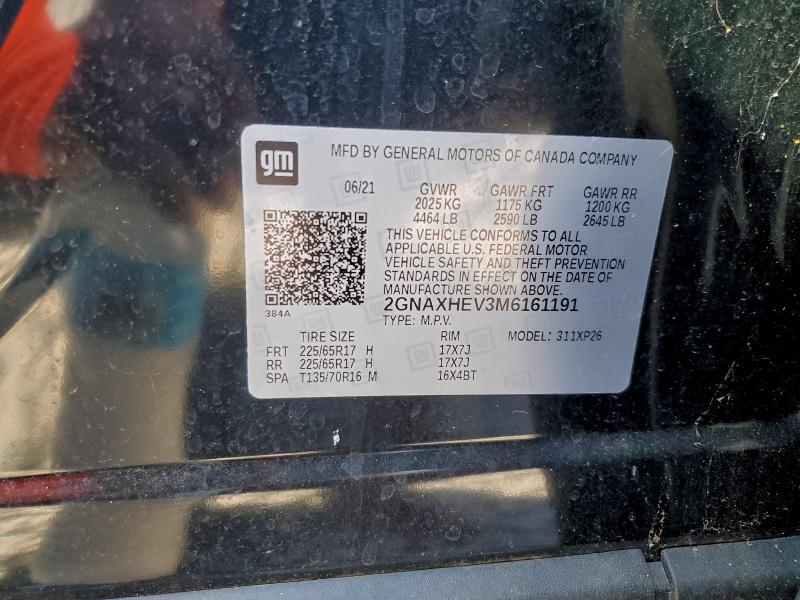 gm
MFD BY GENERAL MOTORS OF CANADA COMPANY
06/21 GVWR GAWR FRT GAWR RR
2025 KG 1175 KG 1200 KG
4464 LB 2590 LB 2645 LB
THIS VEHICLE CONFORMS TO ALL
APPLICABLE U.S. FEDERAL MOTOR
VEHICLE SAFETY AND THEFT PREVENTION
STANDARDS IN EFFECT ON THE DATE OF
MANUFACTURE SHOWN ABOVE.
2GNAXHEV3M6161191
384A
TYPE: M.P.V. MODEL: 311XP26
TIRE SIZE RIM
FRT 225/65R17 H 17X7J
RR 225/65R17 H 17X7J
SPA T135/70R16 M 16X4BT